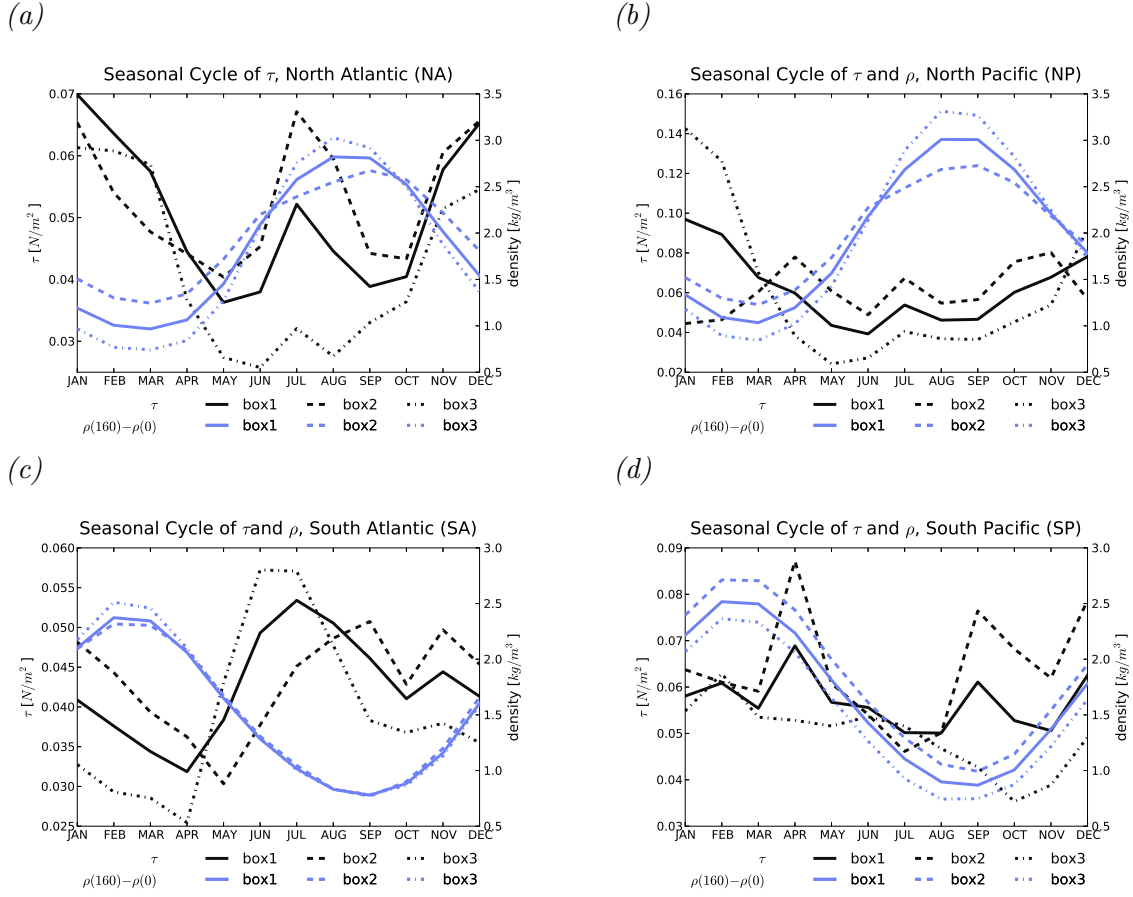 (a)
Seasonal Cycle of τ, North Atlantic (NA)
0.07
0.06
0.05
0.04
0.03
τ [N/m²]
3.5
3.0
2.5
2.0
1.5
1.0
0.5
density [kg/m³]
JAN FEB MAR APR MAY JUN JUL AUG SEP OCT NOV DEC
τ box1 box2 box3
ρ(160)−ρ(0) box1 box2 box3
(b)
Seasonal Cycle of τ and ρ, North Pacific (NP)
0.16
0.14
0.12
0.10
0.08
0.06
0.04
0.02
τ [N/m²]
3.5
3.0
2.5
2.0
1.5
1.0
0.5
density [kg/m³]
JAN FEB MAR APR MAY JUN JUL AUG SEP OCT NOV DEC
τ box1 box2 box3
ρ(160)−ρ(0) box1 box2 box3
(c)
Seasonal Cycle of τand ρ, South Atlantic (SA)
0.060
0.055
0.050
0.045
0.040
0.035
0.030
0.025
τ [N/m²]
3.0
2.5
2.0
1.5
1.0
0.5
density [kg/m³]
JAN FEB MAR APR MAY JUN JUL AUG SEP OCT NOV DEC
τ box1 box2 box3
ρ(160)−ρ(0) box1 box2 box3
(d)
Seasonal Cycle of τ and ρ, South Pacific (SP)
0.09
0.08
0.07
0.06
0.05
0.04
0.03
τ [N/m²]
3.0
2.5
2.0
1.5
1.0
0.5
density [kg/m³]
JAN FEB MAR APR MAY JUN JUL AUG SEP OCT NOV DEC
τ box1 box2 box3
ρ(160)−ρ(0) box1 box2 box3